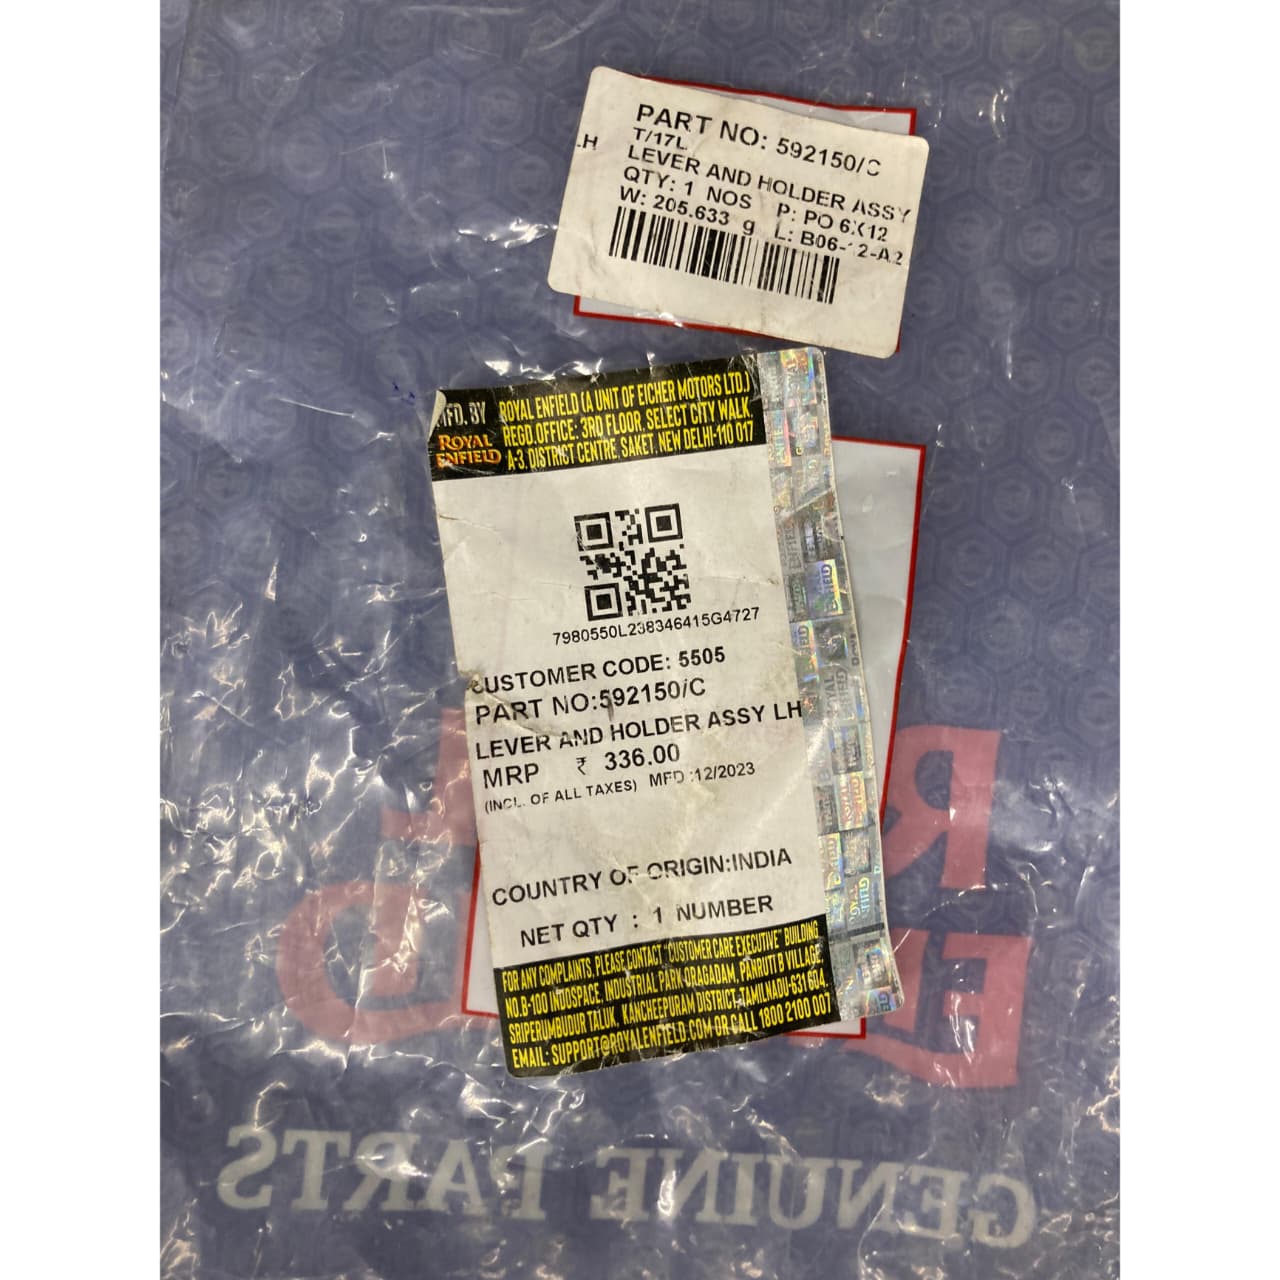 PART NO: 592150/C
T/17L
LH
LEVER AND HOLDER ASSY
QTY: 1 NOS P: PO 6X12
W: 205.633 g L: B06-12-A2
MFD. BY
ROYAL
ENFIELD
ROYAL ENFIELD (A UNIT OF EICHER MOTORS LTD.)
REGD.OFFICE: 3RD FLOOR, SELECT CITY WALK,
A-3, DISTRICT CENTRE, SAKET, NEW DELHI-110 017
7980550L238346415G4727
CUSTOMER CODE: 5505
PART NO:592150/C
LEVER AND HOLDER ASSY LH
MRP ₹ 336.00
(INCL. OF ALL TAXES) MFD :12/2023
COUNTRY OF ORIGIN:INDIA
NET QTY : 1 NUMBER
FOR ANY COMPLAINTS, PLEASE CONTACT "CUSTOMER CARE EXECUTIVE" BUILDING
NO.B-100 INDOSPACE, INDUSTRIAL PARK-ORAGADAM, PANRUTI B VILLAGE,
SRIPERUMBUDUR TALUK, KANCHEEPURAM DISTRICT-TAMILNADU-631 604,
EMAIL: SUPPORT@ROYALENFIELD.COM OR CALL 1800 2100 007
GENUINE PARTS